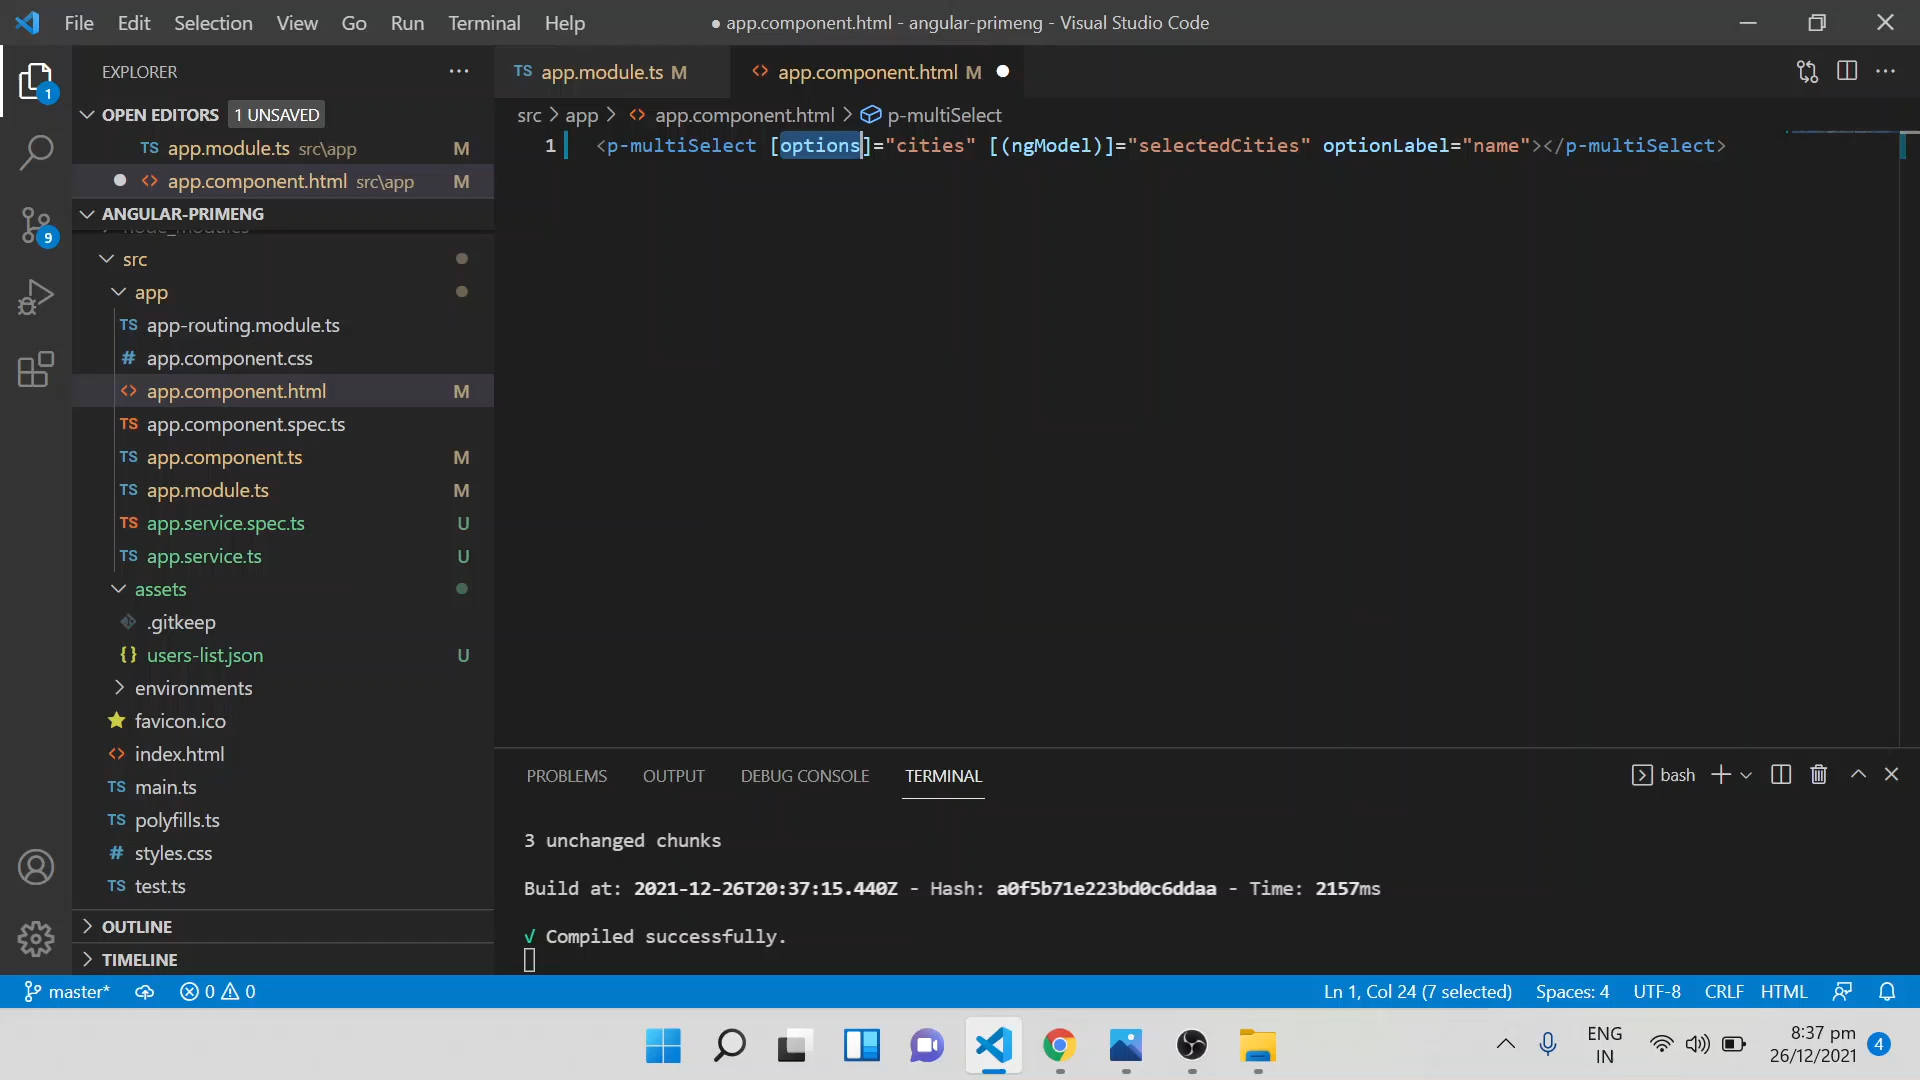 File Edit Selection View Go Run Terminal Help
● app.component.html - angular-primeng - Visual Studio Code
EXPLORER
1
OPEN EDITORS 1 UNSAVED
TS app.module.ts src\app M
● <> app.component.html src\app M
ANGULAR-PRIMENG
node_modules
src
app
TS app-routing.module.ts
# app.component.css
<> app.component.html M
TS app.component.spec.ts
TS app.component.ts M
TS app.module.ts M
TS app.service.spec.ts U
TS app.service.ts U
assets
.gitkeep
{} users-list.json U
environments
favicon.ico
<> index.html
TS main.ts
TS polyfills.ts
# styles.css
TS test.ts
OUTLINE
TIMELINE
9
TS app.module.ts M
<> app.component.html M ●
src > app > <> app.component.html > p-multiSelect
1 <p-multiSelect [options]="cities" [(ngModel)]="selectedCities" optionLabel="name"></p-multiSelect>
PROBLEMS OUTPUT DEBUG CONSOLE TERMINAL
bash
3 unchanged chunks
Build at: 2021-12-26T20:37:15.440Z - Hash: a0f5b71e223bd0c6ddaa - Time: 2157ms
√ Compiled successfully.
master* 0 0
Ln 1, Col 24 (7 selected) Spaces: 4 UTF-8 CRLF HTML
ENG
IN
8:37 pm
26/12/2021
4